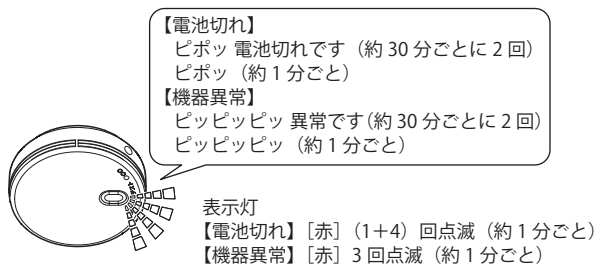 【電池切れ】
ピポッ 電池切れです（約 30 分ごとに 2 回）
ピポッ（約 1 分ごと）
【機器異常】
ピッピッピッ 異常です（約 30 分ごとに 2 回）
ピッピッピッ（約 1 分ごと）
表示灯
【電池切れ】［赤］（1＋4）回点滅（約 1 分ごと）
【機器異常】［赤］3 回点滅（約 1 分ごと）